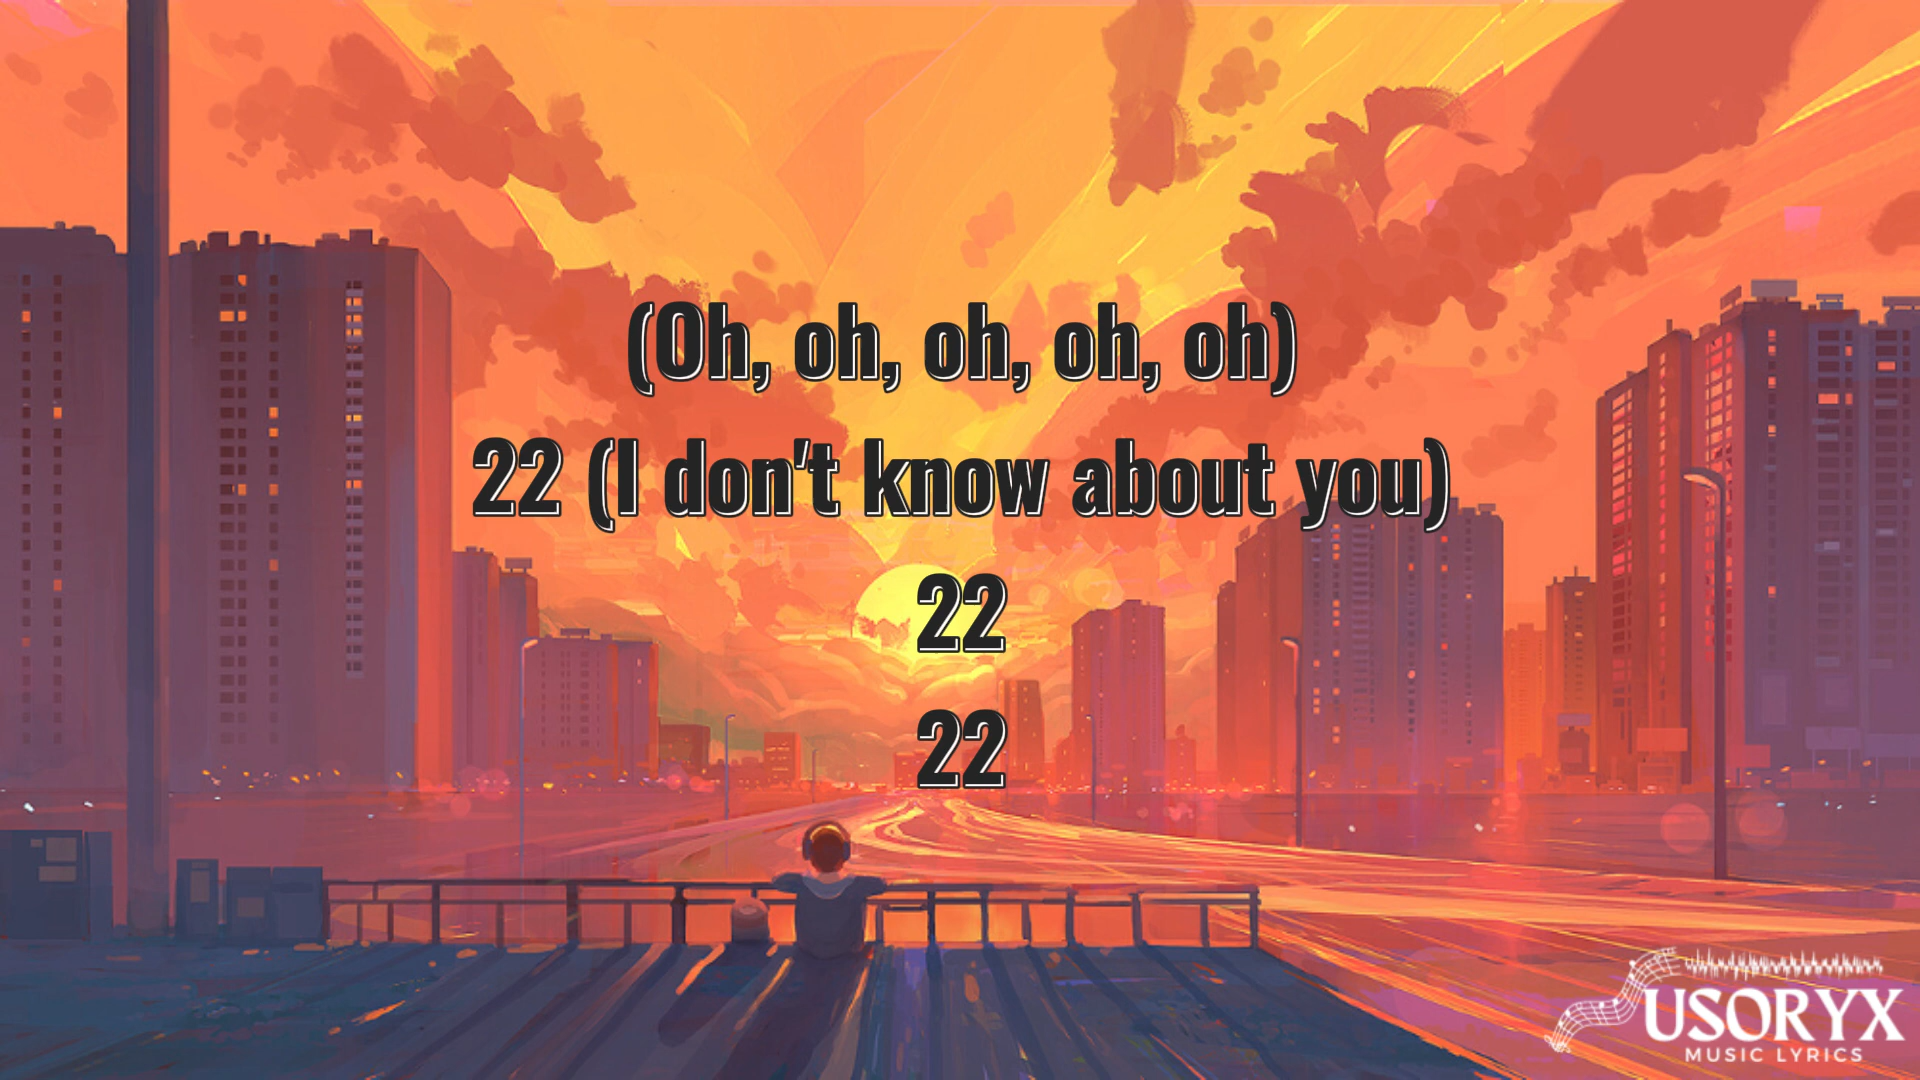 (Oh, oh, oh, oh, oh)
22 (I don't know about you)
22
22
USORYX
MUSIC LYRICS